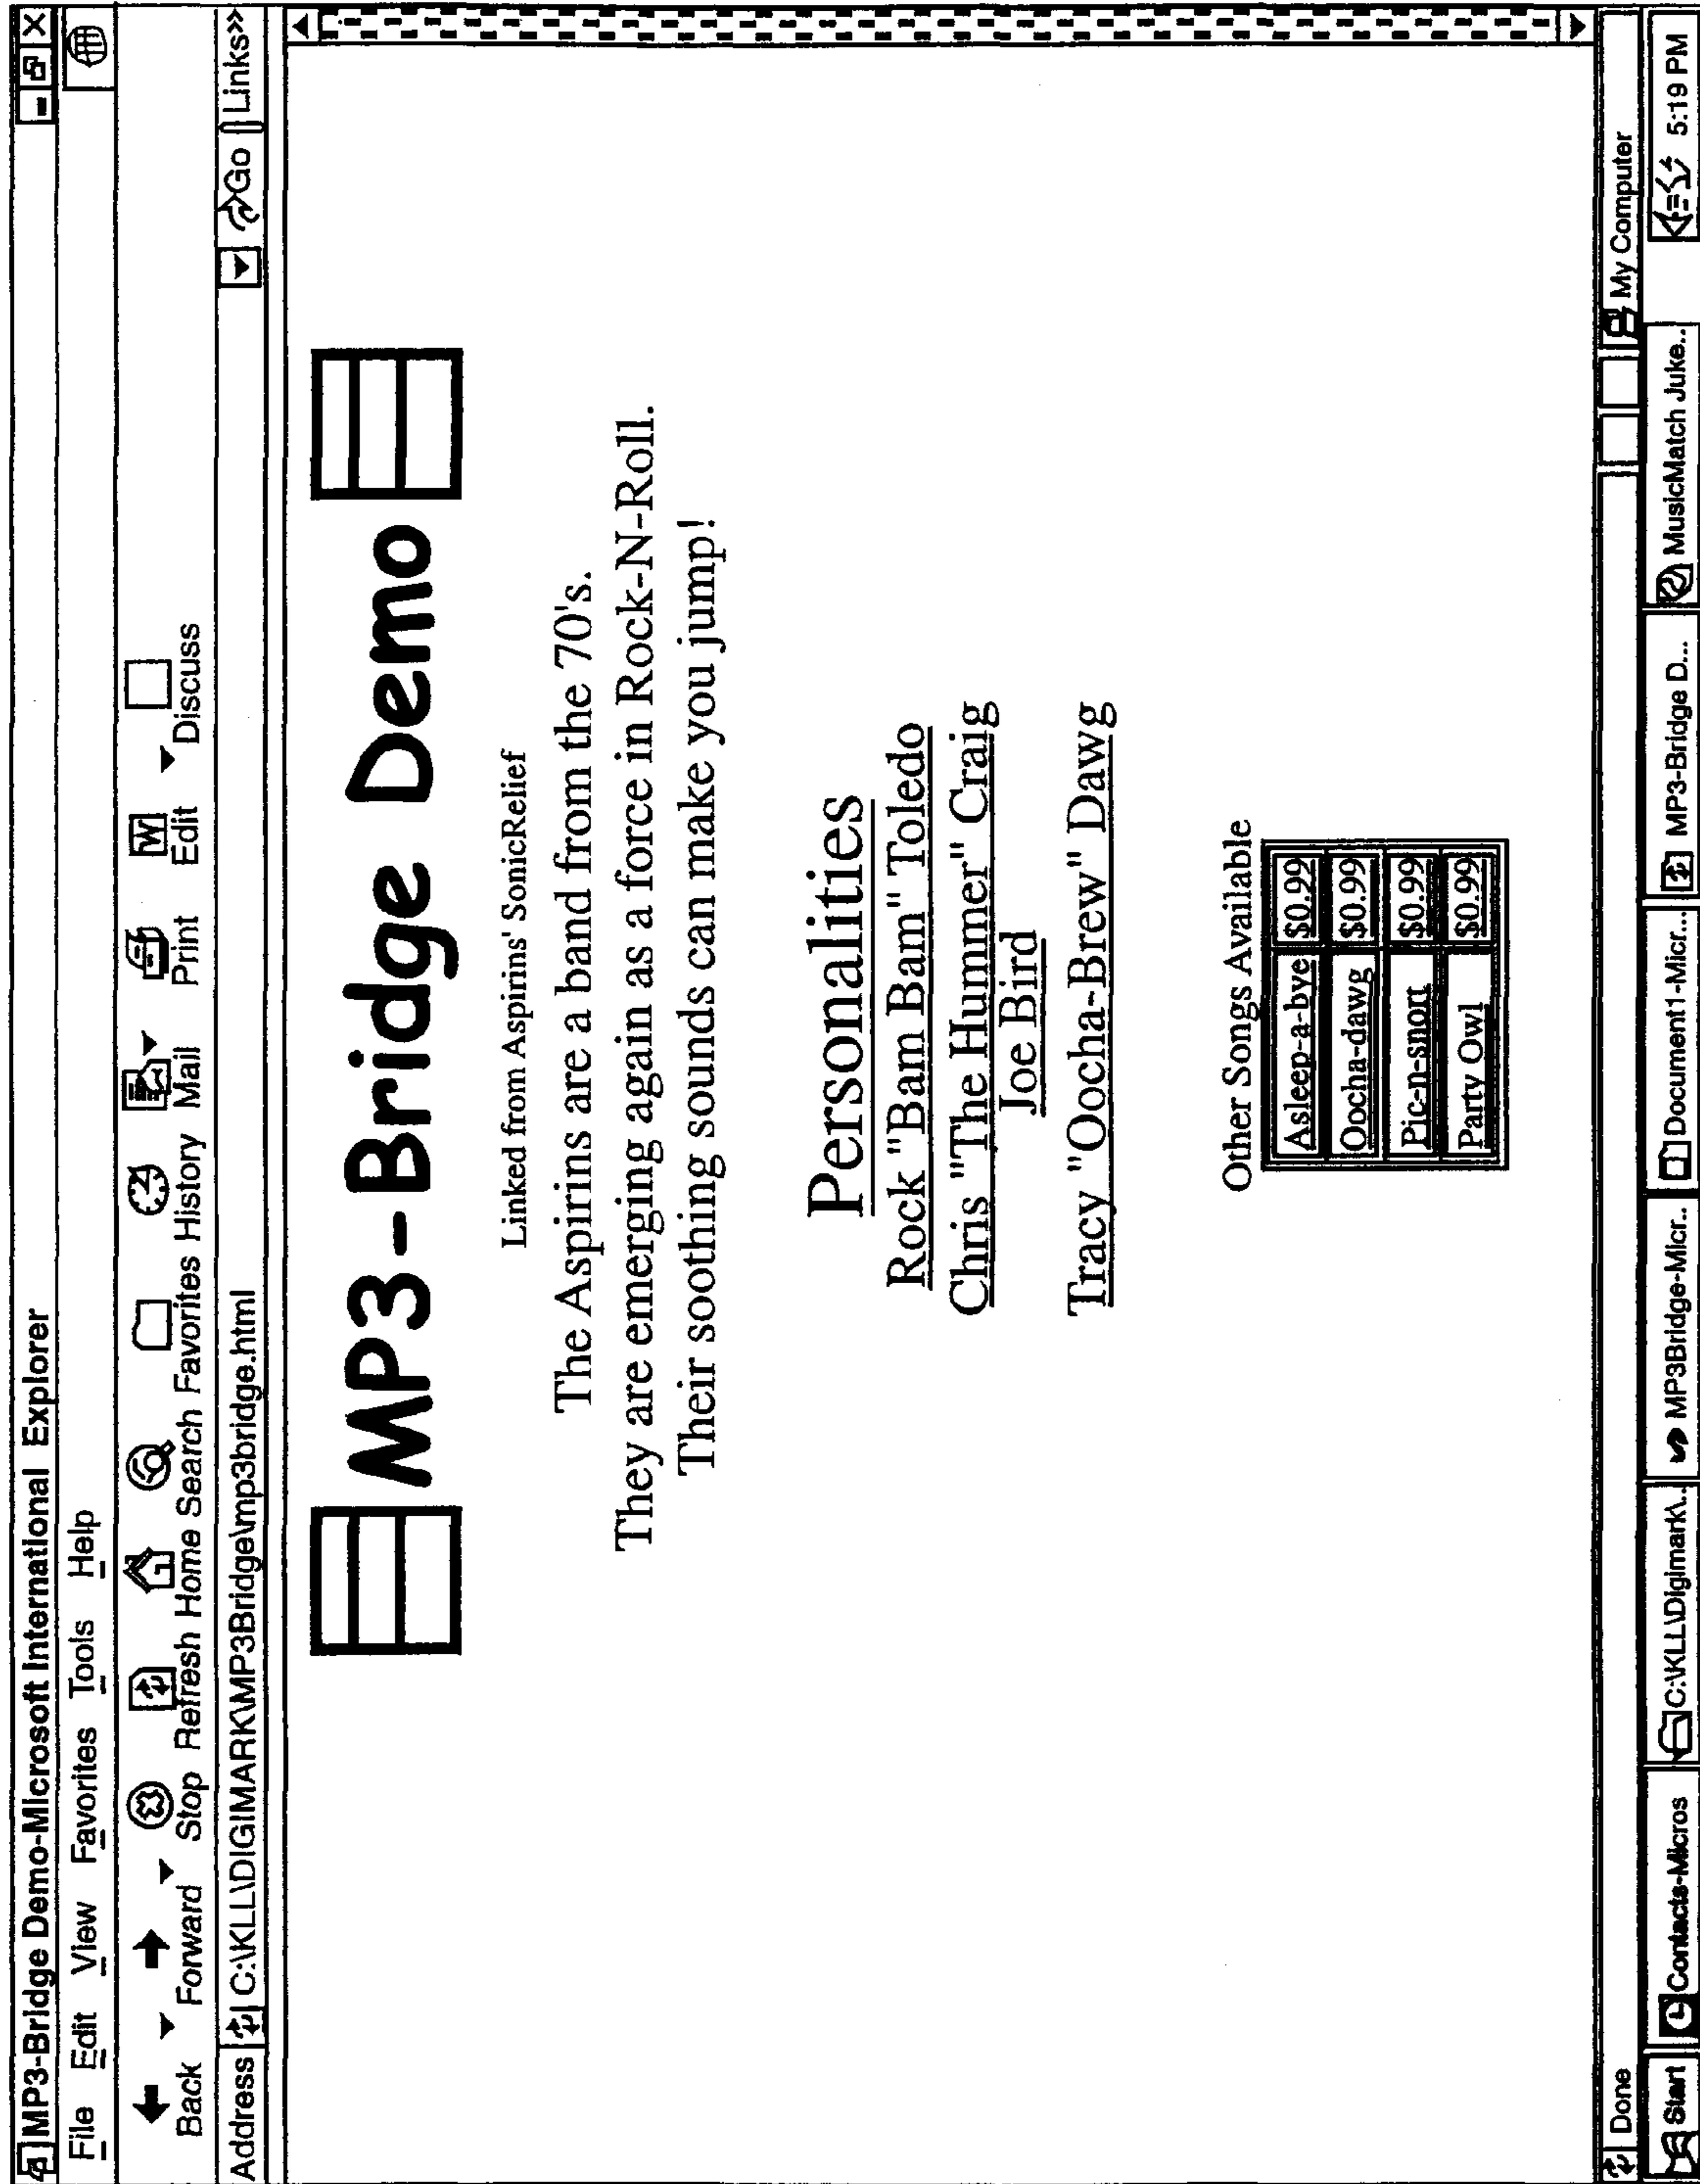 MP3-Bridge Demo-Microsoft International Explorer
File Edit View Favorites Tools Help
Back Forward Stop Refresh Home Search Favorites History Mail Print Edit Discuss
Address C:\KLL\DIGIMARK\MP3Bridge\mp3bridge.html Go Links»
MP3-Bridge Demo
Linked from Aspirins' SonicRelief
The Aspirins are a band from the 70's.
They are emerging again as a force in Rock-N-Roll.
Their soothing sounds can make you jump!
Personalities
Rock "Bam Bam" Toledo
Chris "The Hummer" Craig
Joe Bird
Tracy "Oocha-Brew" Dawg
Other Songs Available
Asleep-a-bye $0.99
Oocha-dawg $0.99
Pic-n-snort $0.99
Party Owl $0.99
Done My Computer
Start Contacts-Micros C:\KLL\Digimark\.. MP3Bridge-Micr.. Document1-Micr... MP3-Bridge D... MusicMatch Juke.. 5:19 PM